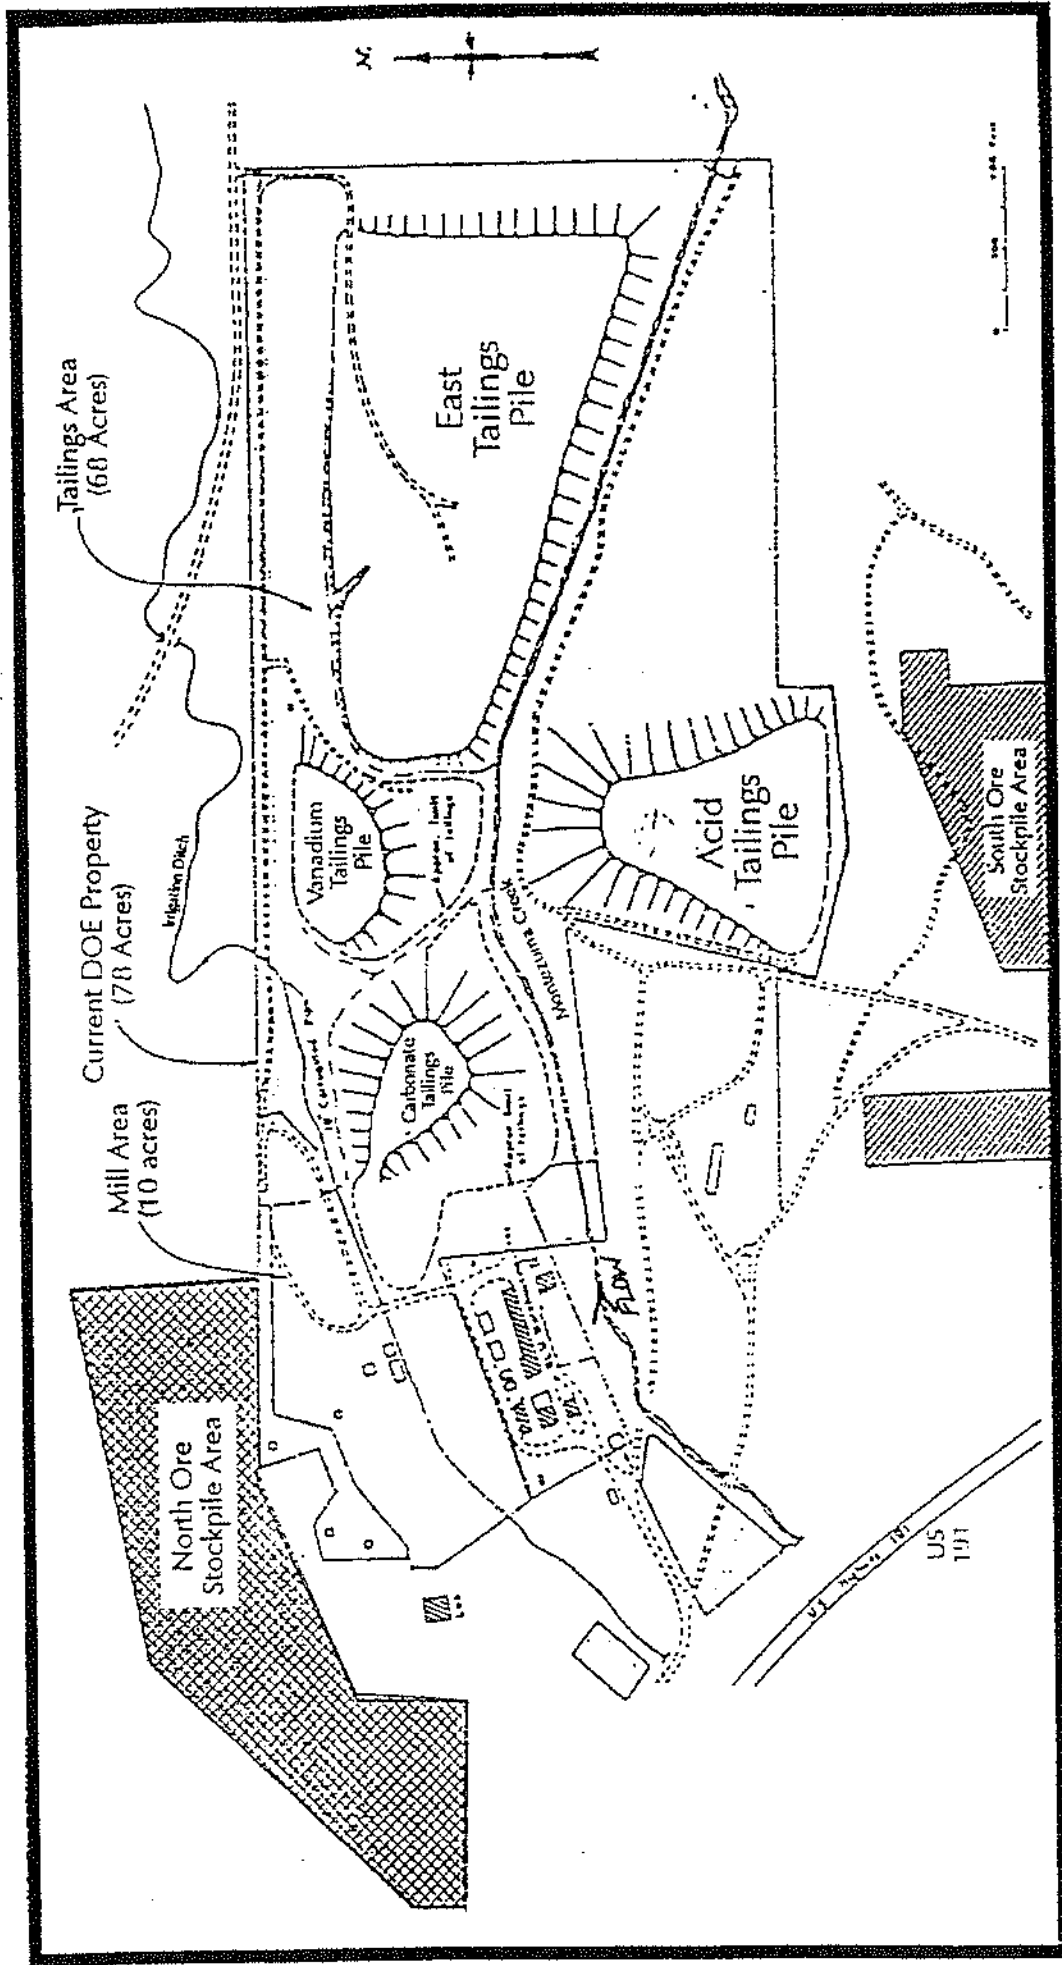 N
Tailings Area
(68 Acres)
Current DOE Property
(78 Acres)
Mill Area
(10 acres)
North Ore
Stockpile Area
Irrigation Ditch
Vanadium
Tailings
Pile
East
Tailings
Pile
Carbonate
Tailings
Pile
Montezuma Creek
Acid
Tailings
Pile
South Ore
Stockpile Area
FLOW
US
191